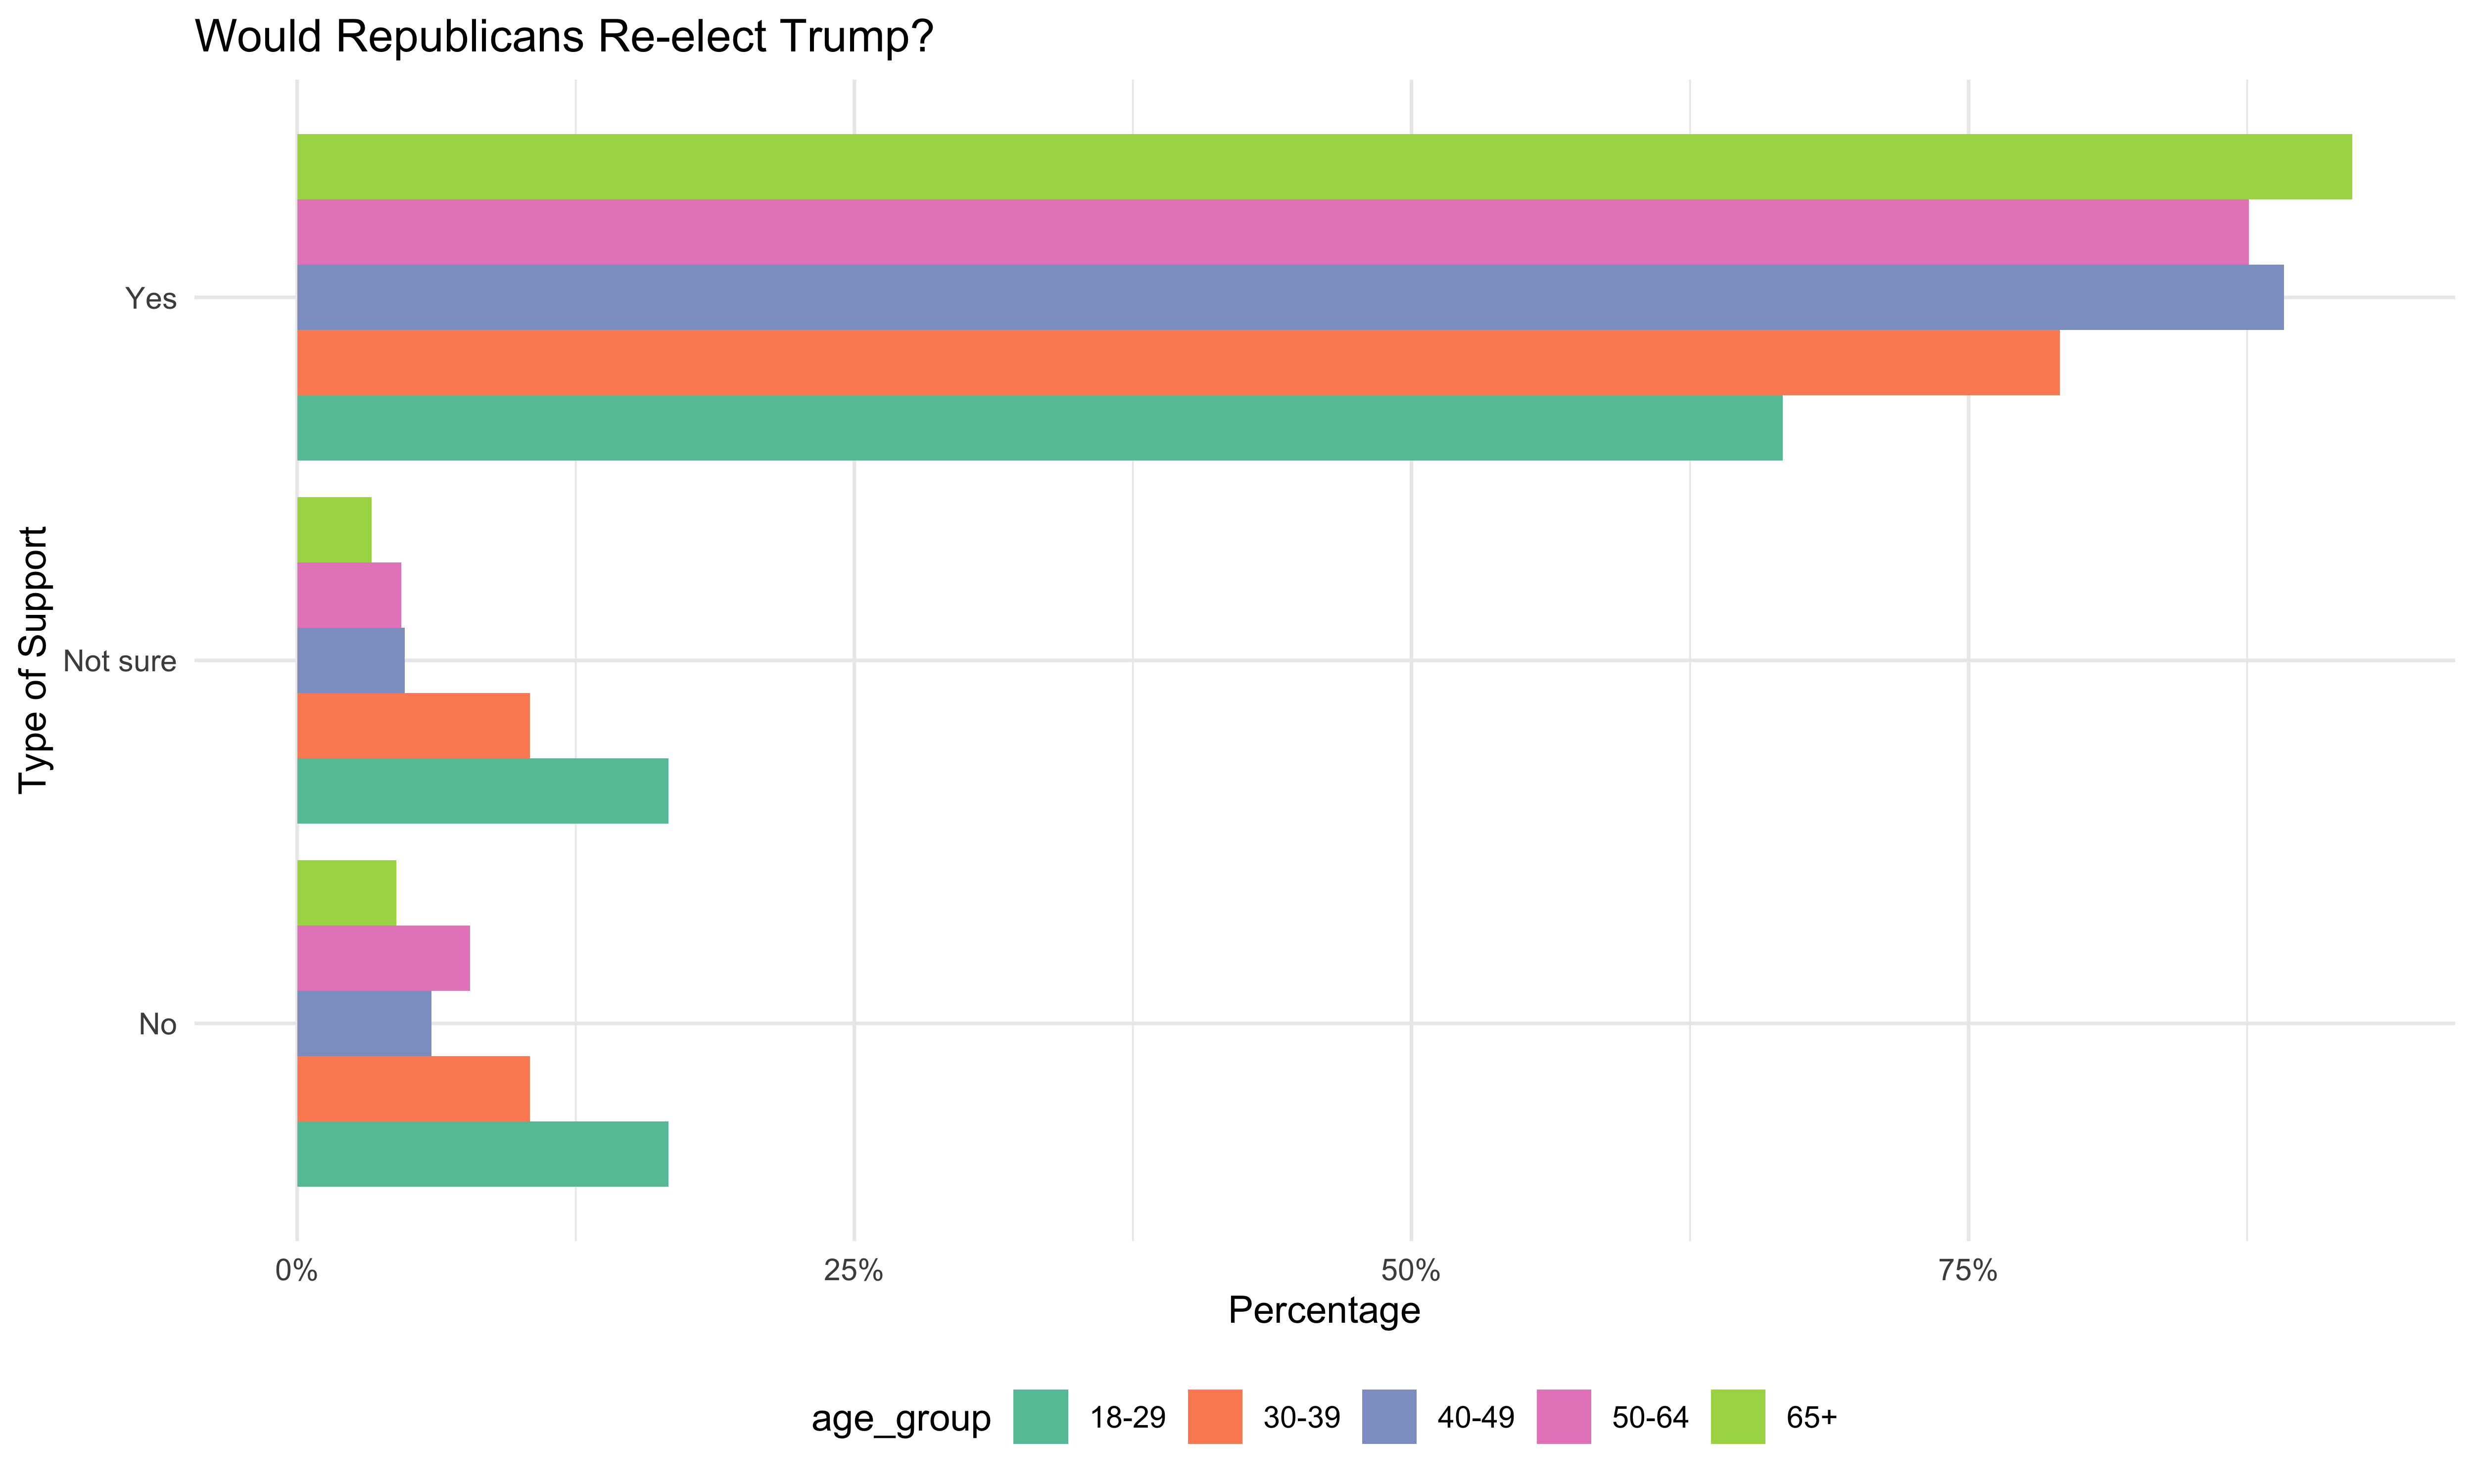 Would Republicans Re-elect Trump?
Type of Support
Yes
Not sure
No
0% 25% 50% 75%
Percentage
age_group 18-29 30-39 40-49 50-64 65+